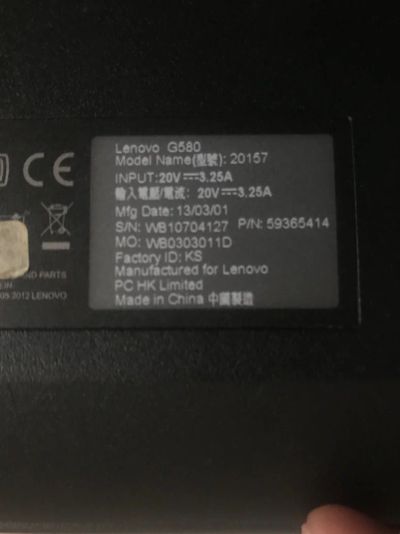 Lenovo G580
Model Name(型號): 20157
INPUT:20V⎓3.25A
輸入電壓/電流: 20V⎓3.25A
Mfg Date: 13/03/01
S/N: WB10704127 P/N: 59365414
MO: WB0303011D
Factory ID: KS
Manufactured for Lenovo
PC HK Limited
Made in China 中國製造
CE
ND PARTS
2012 LENOVO